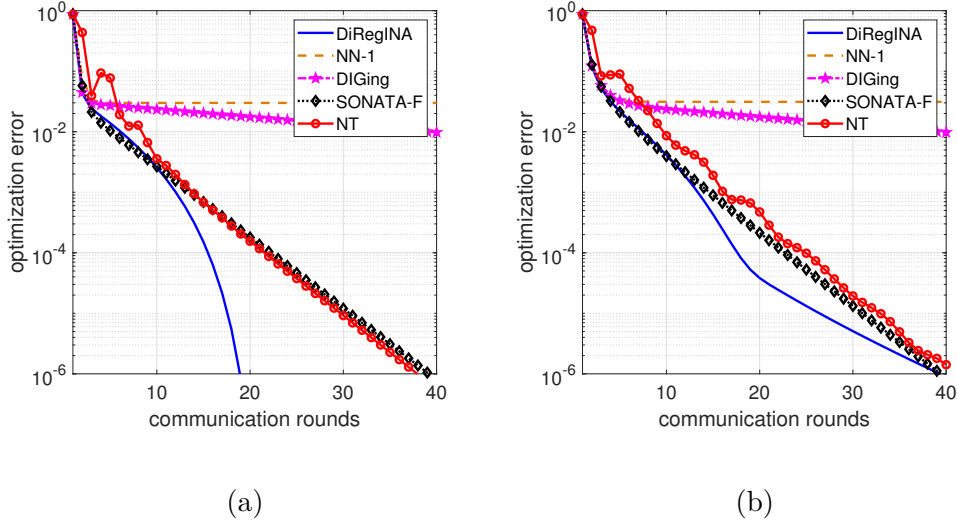 DiRegINA
NN-1
DIGing
SONATA-F
NT
10^0
10^-2
10^-4
10^-6
optimization error
10
20
30
40
communication rounds
(a)
DiRegINA
NN-1
DIGing
SONATA-F
NT
10^0
10^-2
10^-4
10^-6
optimization error
10
20
30
40
communication rounds
(b)